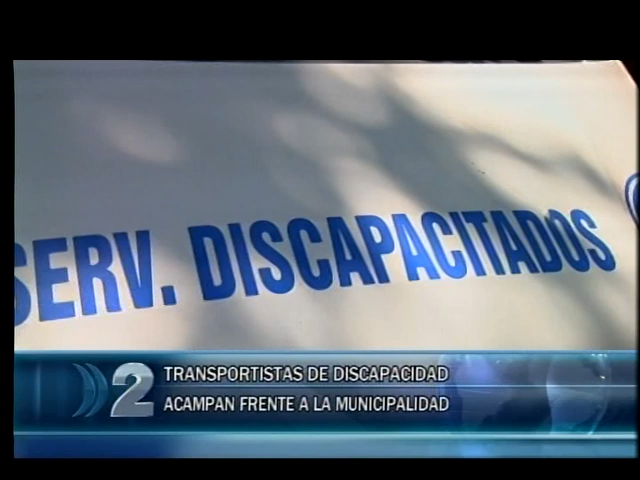 SERV. DISCAPACITADOS
2
TRANSPORTISTAS DE DISCAPACIDAD
ACAMPAN FRENTE A LA MUNICIPALIDAD